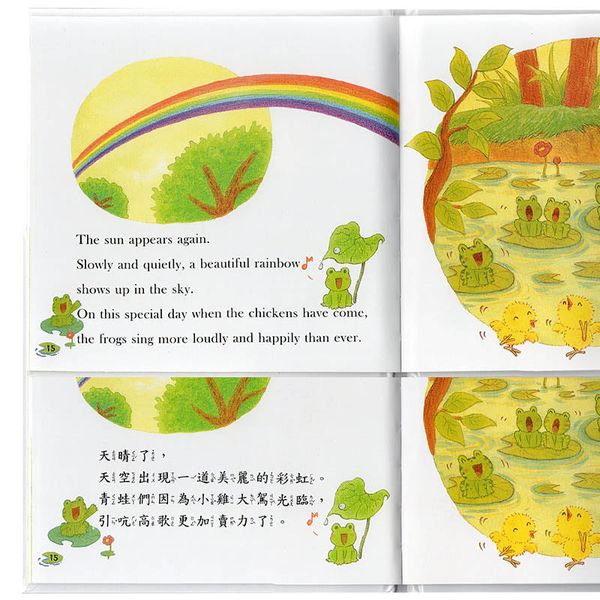 The sun appears again.
Slowly and quietly, a beautiful rainbow
shows up in the sky.
On this special day when the chickens have come,
the frogs sing more loudly and happily than ever.
15
天晴了，
天空出現一道美麗的彩虹。
青蛙們因為小雞大駕光臨，
引吭高歌更加賣力了。
15